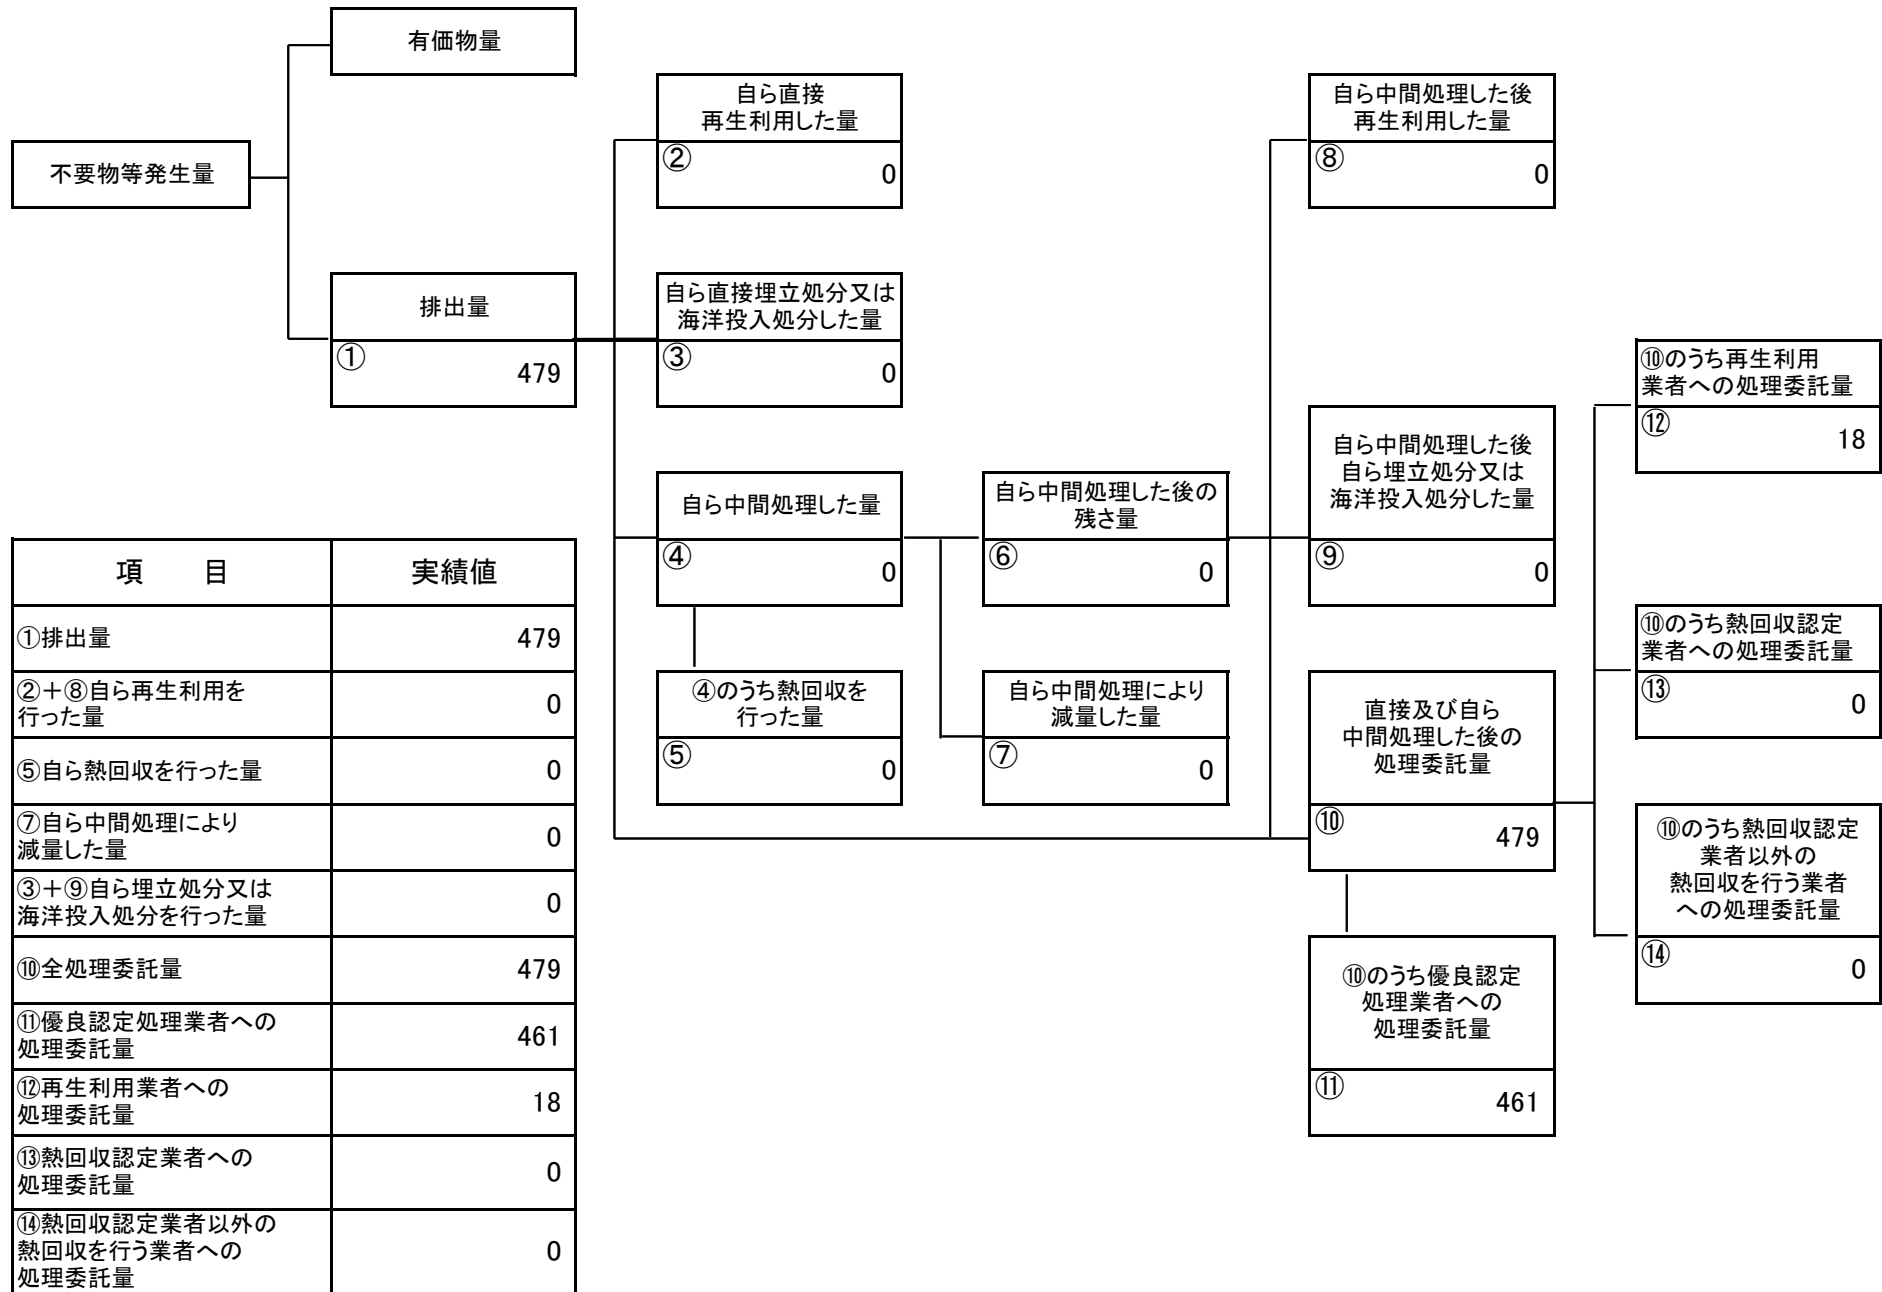 有価物量
不要物等発生量
排出量
①
479
自ら直接
再生利用した量
②
0
自ら直接埋立処分又は
海洋投入処分した量
③
0
自ら中間処理した量
④
0
④のうち熱回収を
行った量
⑤
0
自ら中間処理した後の
残さ量
⑥
0
自ら中間処理により
減量した量
⑦
0
自ら中間処理した後
再生利用した量
⑧
0
自ら中間処理した後
自ら埋立処分又は
海洋投入処分した量
⑨
0
直接及び自ら
中間処理した後の
処理委託量
⑩
479
⑩のうち優良認定
処理業者への
処理委託量
⑪
461
⑩のうち再生利用
業者への処理委託量
⑫
18
⑩のうち熱回収認定
業者への処理委託量
⑬
0
⑩のうち熱回収認定
業者以外の
熱回収を行う業者
への処理委託量
⑭
0
項　　目　実績値
①排出量　479
②＋⑧自ら再生利用を
行った量　0
⑤自ら熱回収を行った量　0
⑦自ら中間処理により
減量した量　0
③＋⑨自ら埋立処分又は
海洋投入処分を行った量　0
⑩全処理委託量　479
⑪優良認定処理業者への
処理委託量　461
⑫再生利用業者への
処理委託量　18
⑬熱回収認定業者への
処理委託量　0
⑭熱回収認定業者以外の
熱回収を行う業者への
処理委託量　0